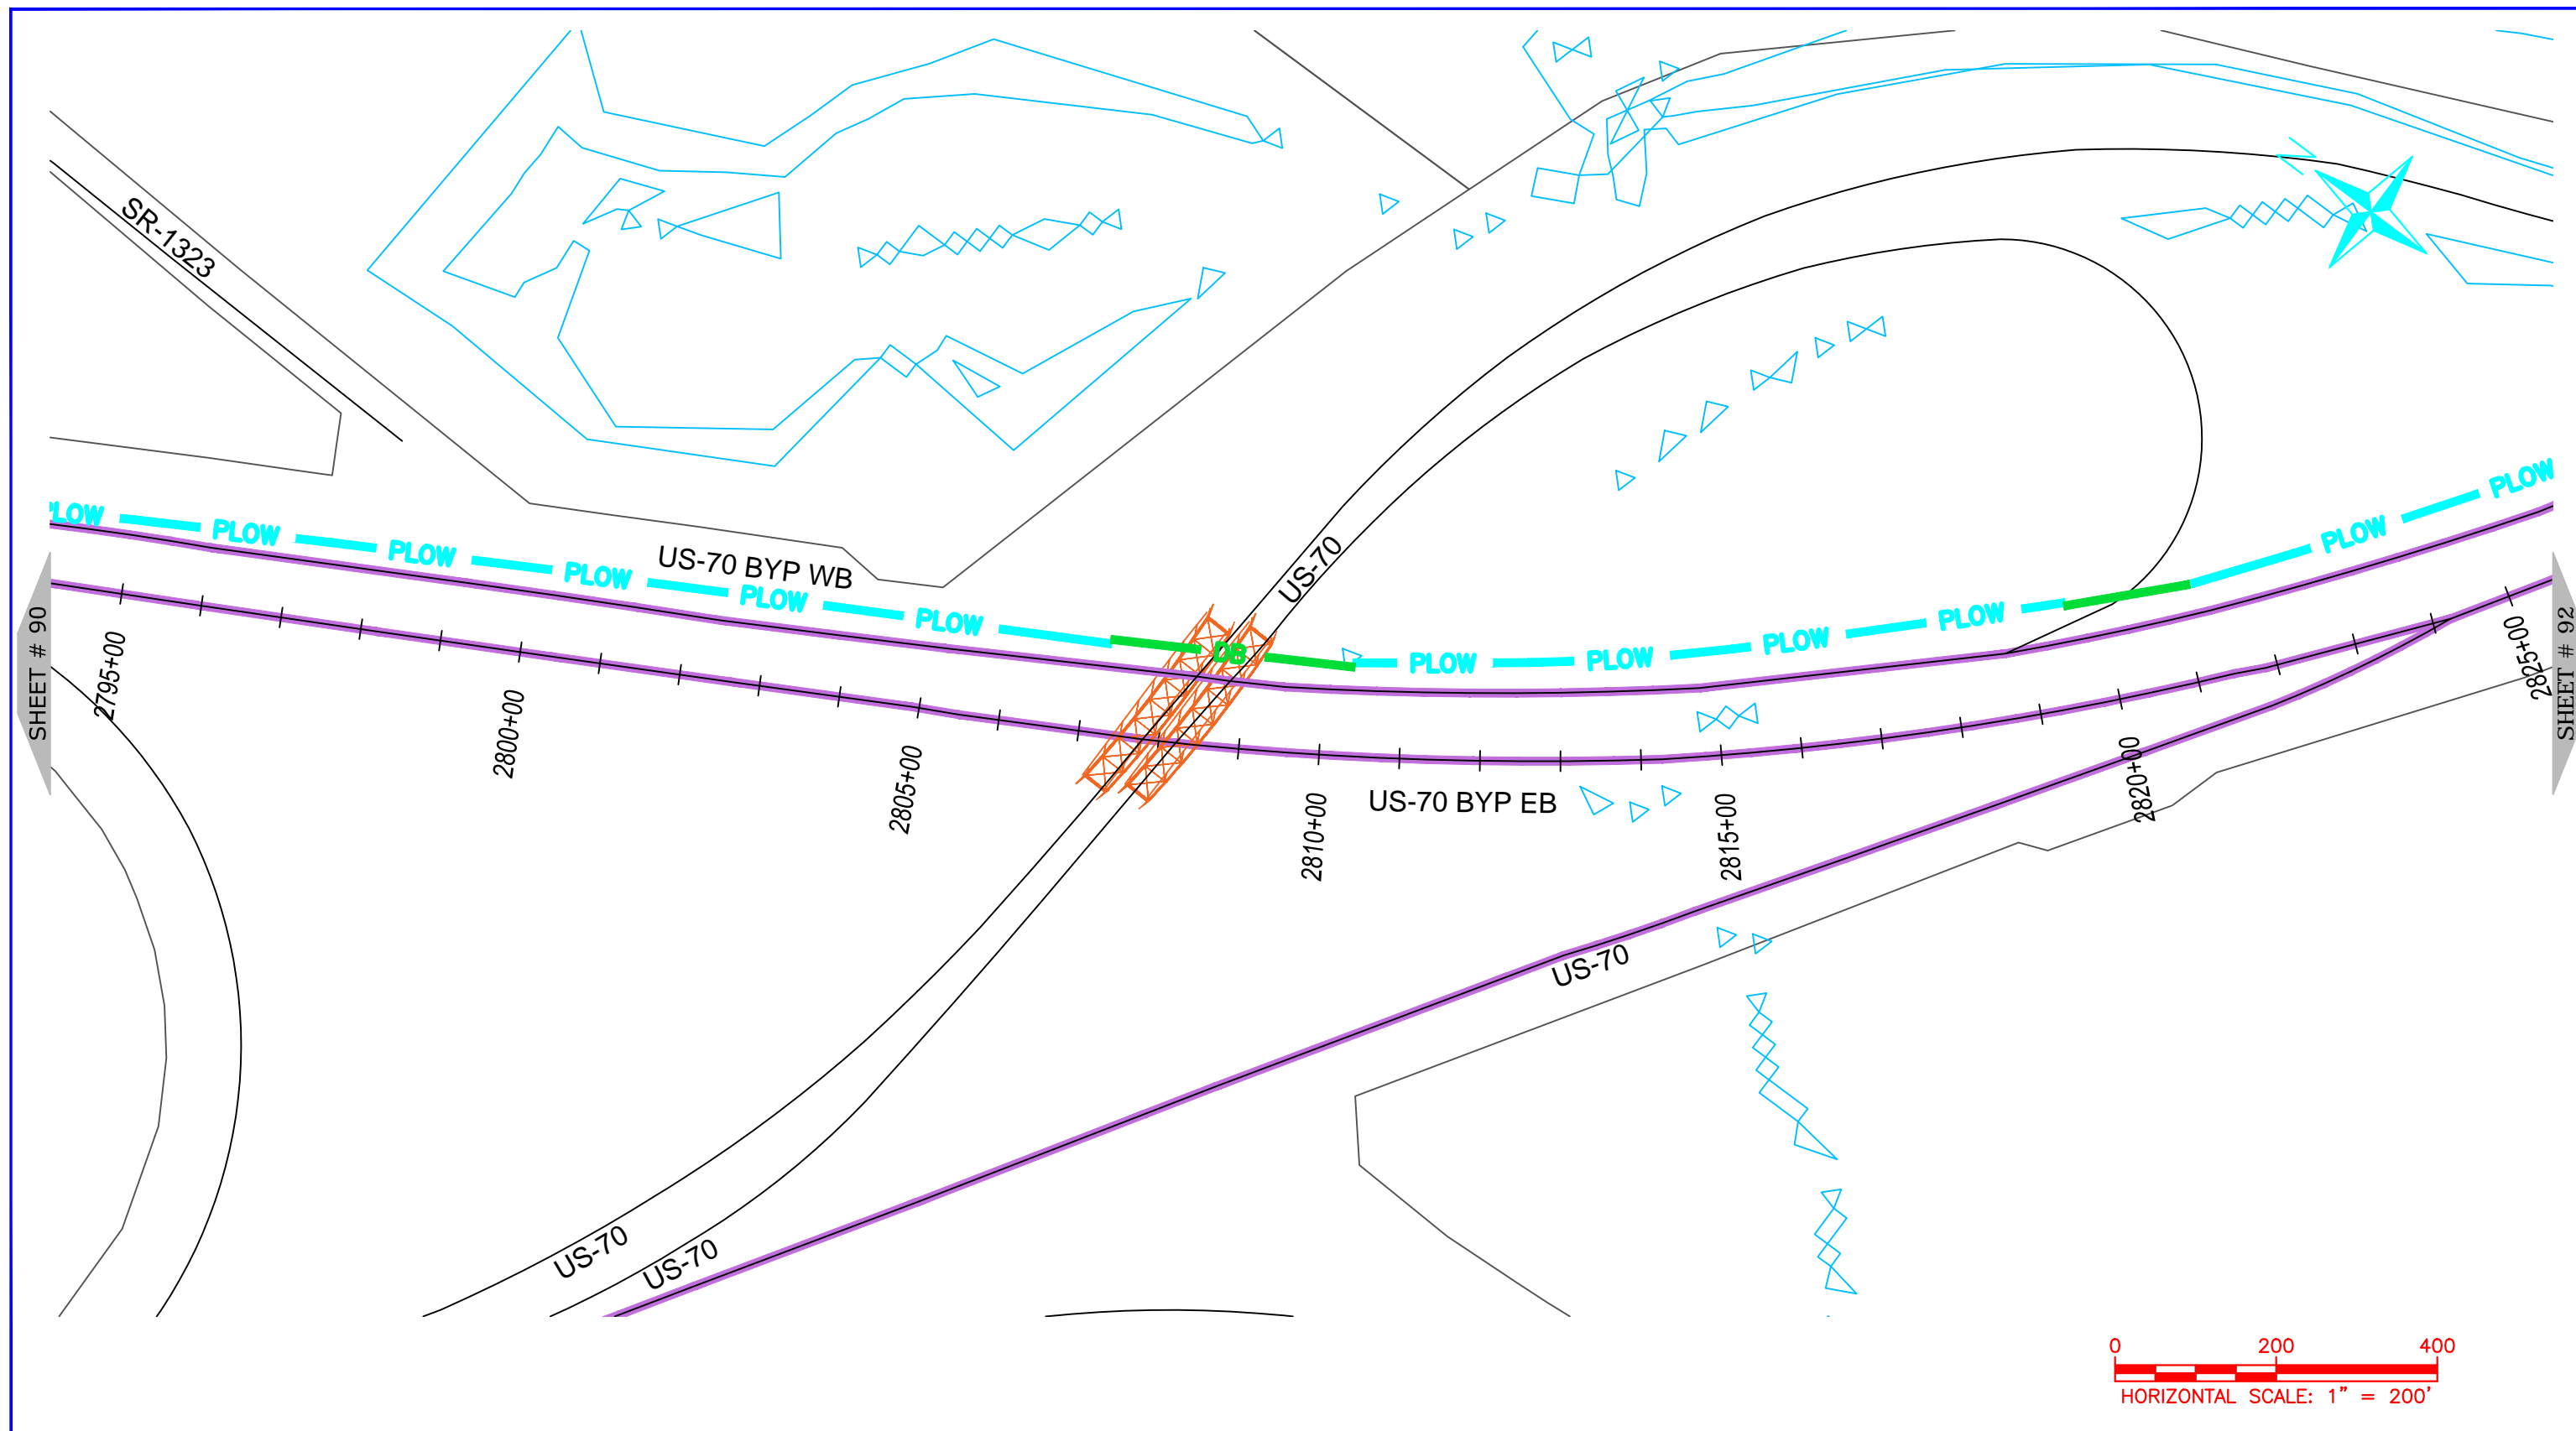 SR-1323
PLOW
PLOW
PLOW
PLOW
PLOW
PLOW
US-70 BYP WB
US-70
DB
PLOW
PLOW
PLOW
PLOW
PLOW
PLOW
SHEET # 90
SHEET # 92
2795+00
2800+00
2805+00
2810+00
2815+00
2820+00
2825+00
US-70 BYP EB
US-70
US-70
US-70
0 200 400
HORIZONTAL SCALE: 1" = 200'